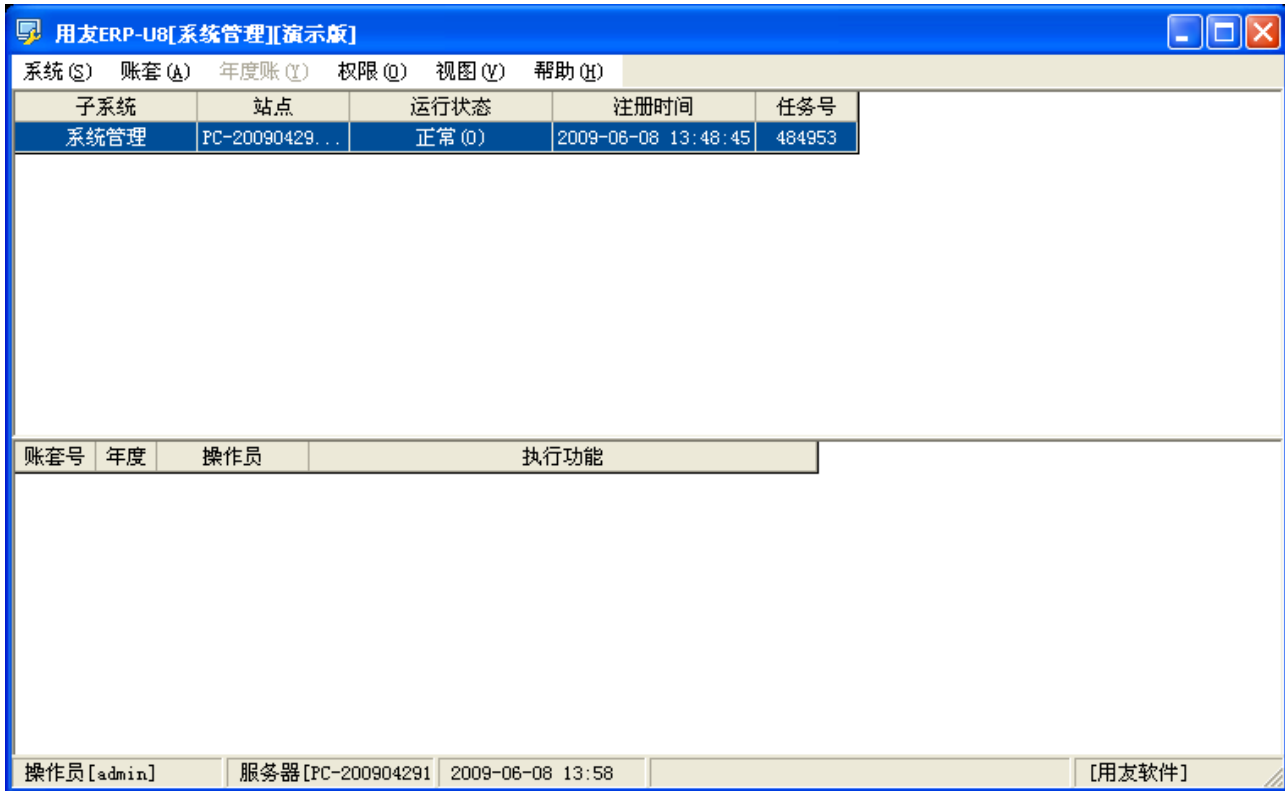 用友ERP-U8[系统管理][演示版]
系统(S) 账套(A) 年度账(Y) 权限(O) 视图(V) 帮助(H)
子系统 站点 运行状态 注册时间 任务号
系统管理 PC-20090429... 正常(0) 2009-06-08 13:48:45 484953
账套号 年度 操作员 执行功能
操作员[admin] 服务器[PC-200904291 2009-06-08 13:58 [用友软件]